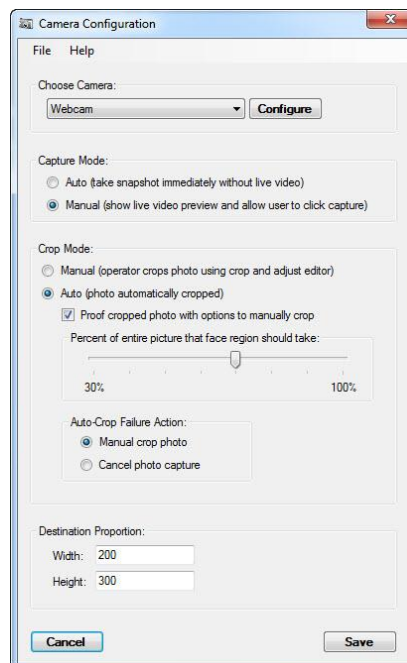 Camera Configuration
File Help
Choose Camera:
Webcam Configure
Capture Mode:
Auto (take snapshot immediately without live video)
Manual (show live video preview and allow user to click capture)
Crop Mode:
Manual (operator crops photo using crop and adjust editor)
Auto (photo automatically cropped)
Proof cropped photo with options to manually crop
Percent of entire picture that face region should take:
30% 100%
Auto-Crop Failure Action:
Manual crop photo
Cancel photo capture
Destination Proportion:
Width: 200
Height: 300
Cancel Save